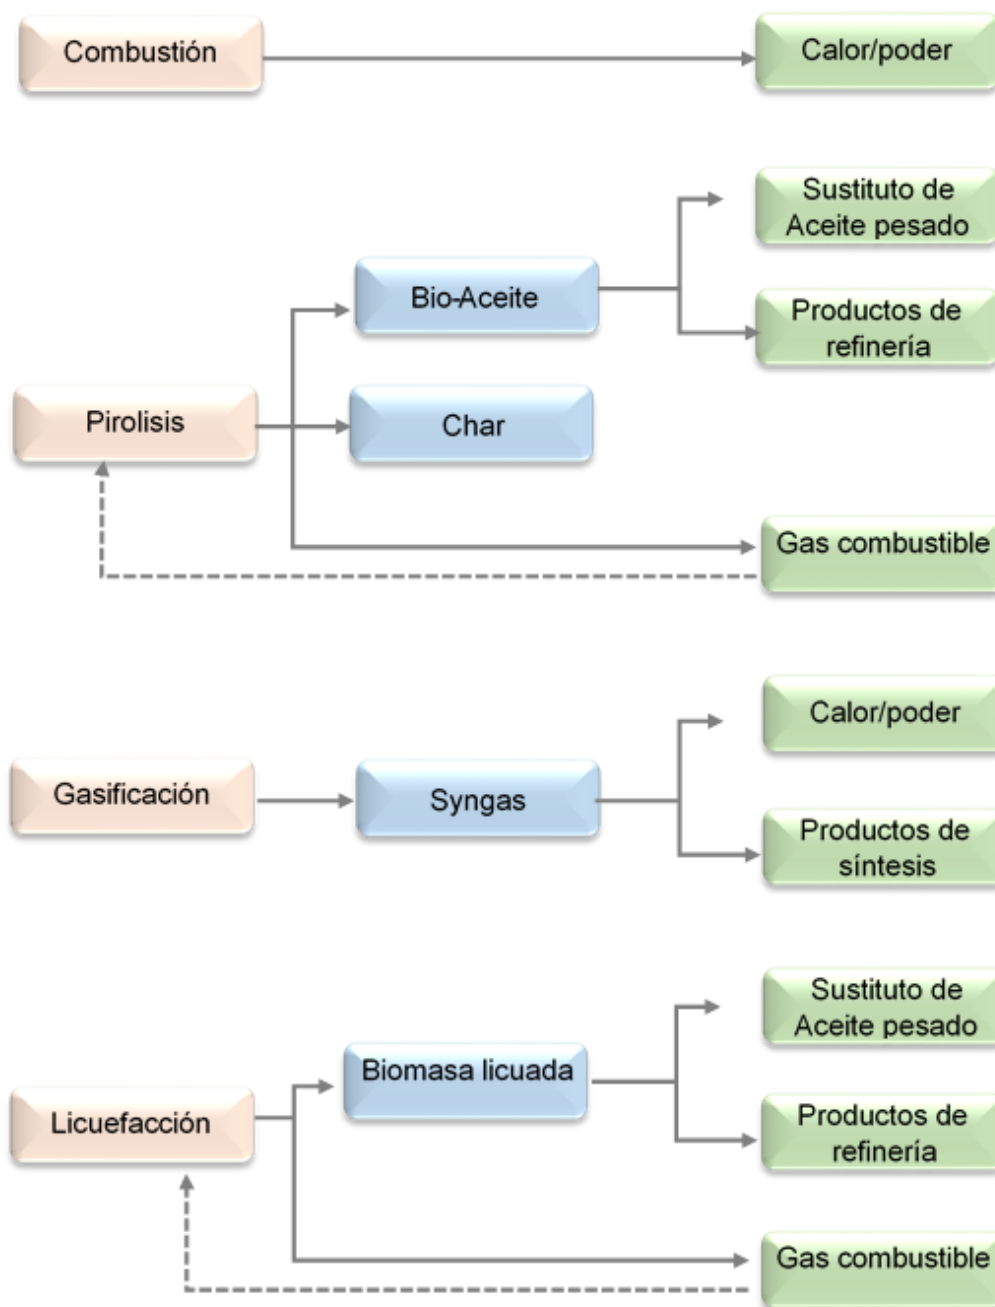 Combustión
Calor/poder
Sustituto de
Aceite pesado
Bio-Aceite
Productos de
refinería
Pirolisis
Char
Gas combustible
Calor/poder
Gasificación
Syngas
Productos de
síntesis
Sustituto de
Aceite pesado
Biomasa licuada
Licuefacción
Productos de
refinería
Gas combustible